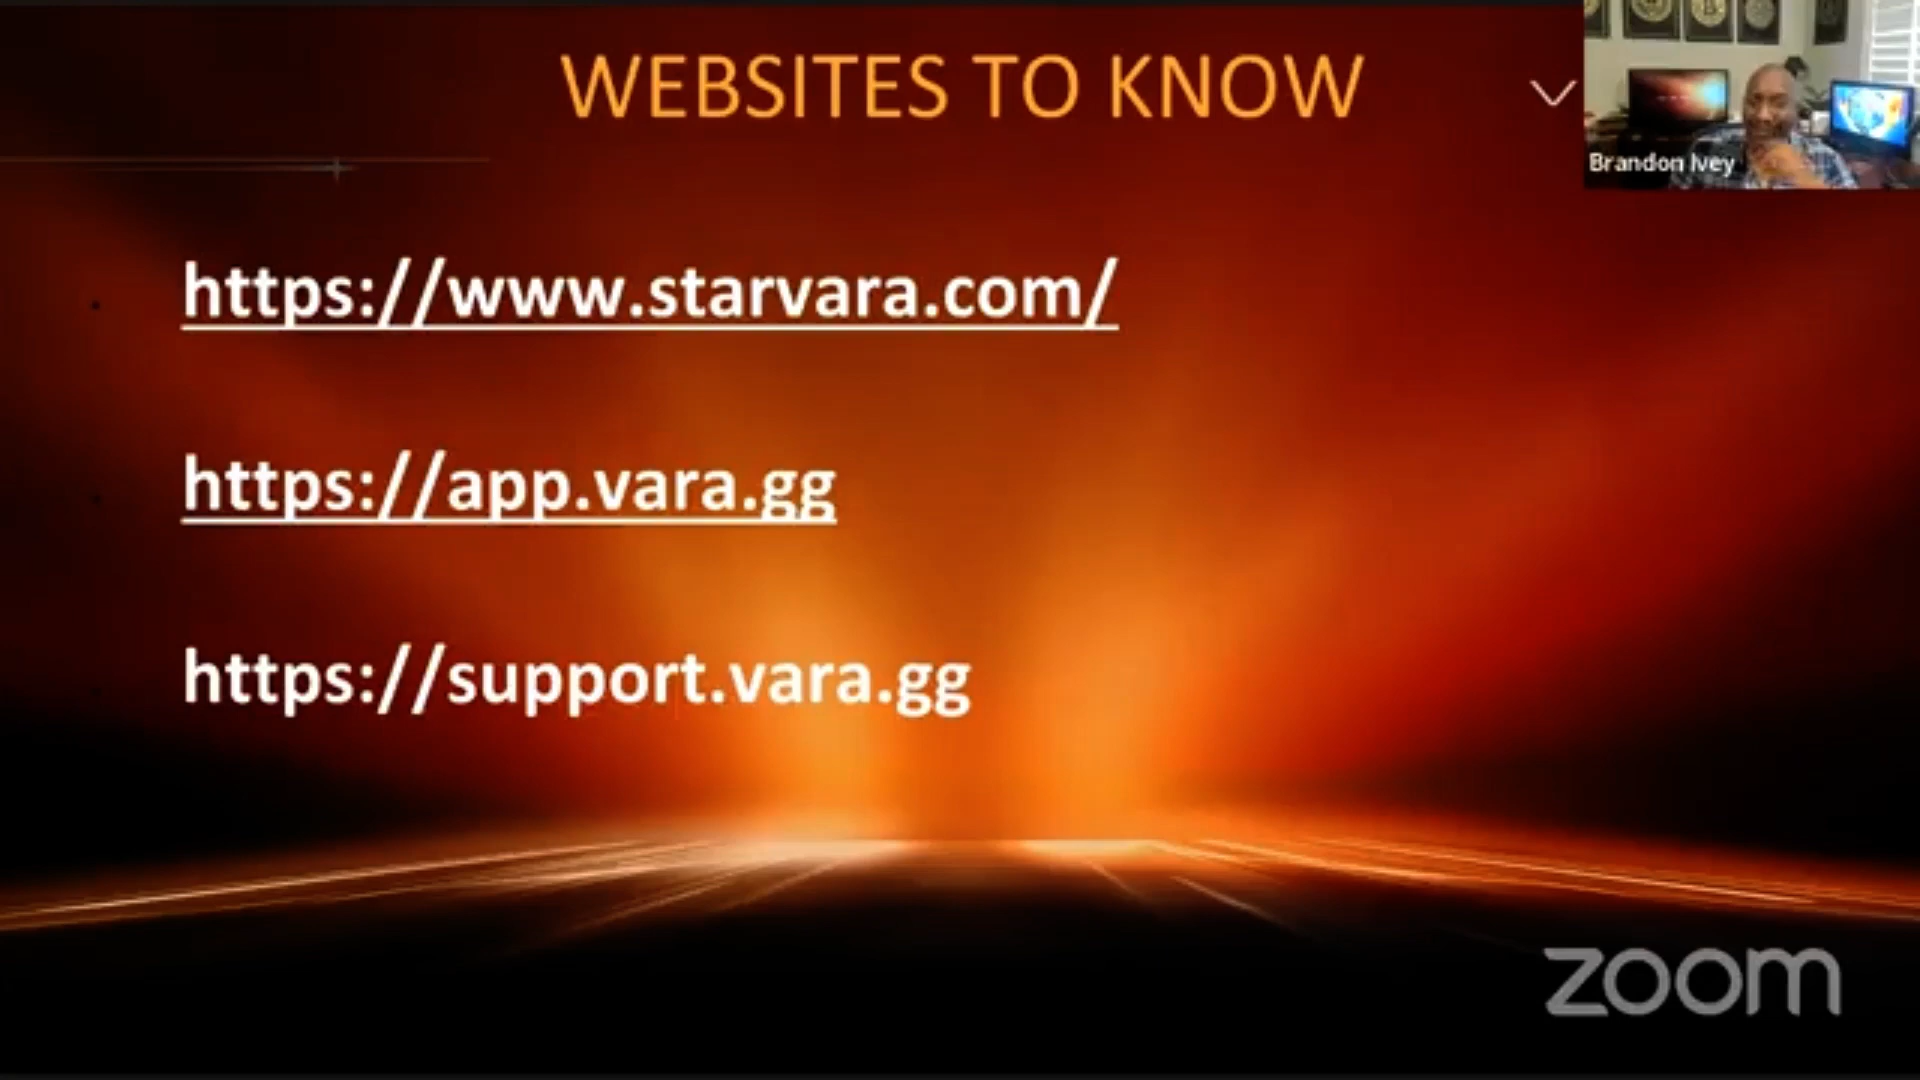 WEBSITES TO KNOW
Brandon Ivey
https://www.starvara.com/
https://app.vara.gg
https://support.vara.gg
zoom